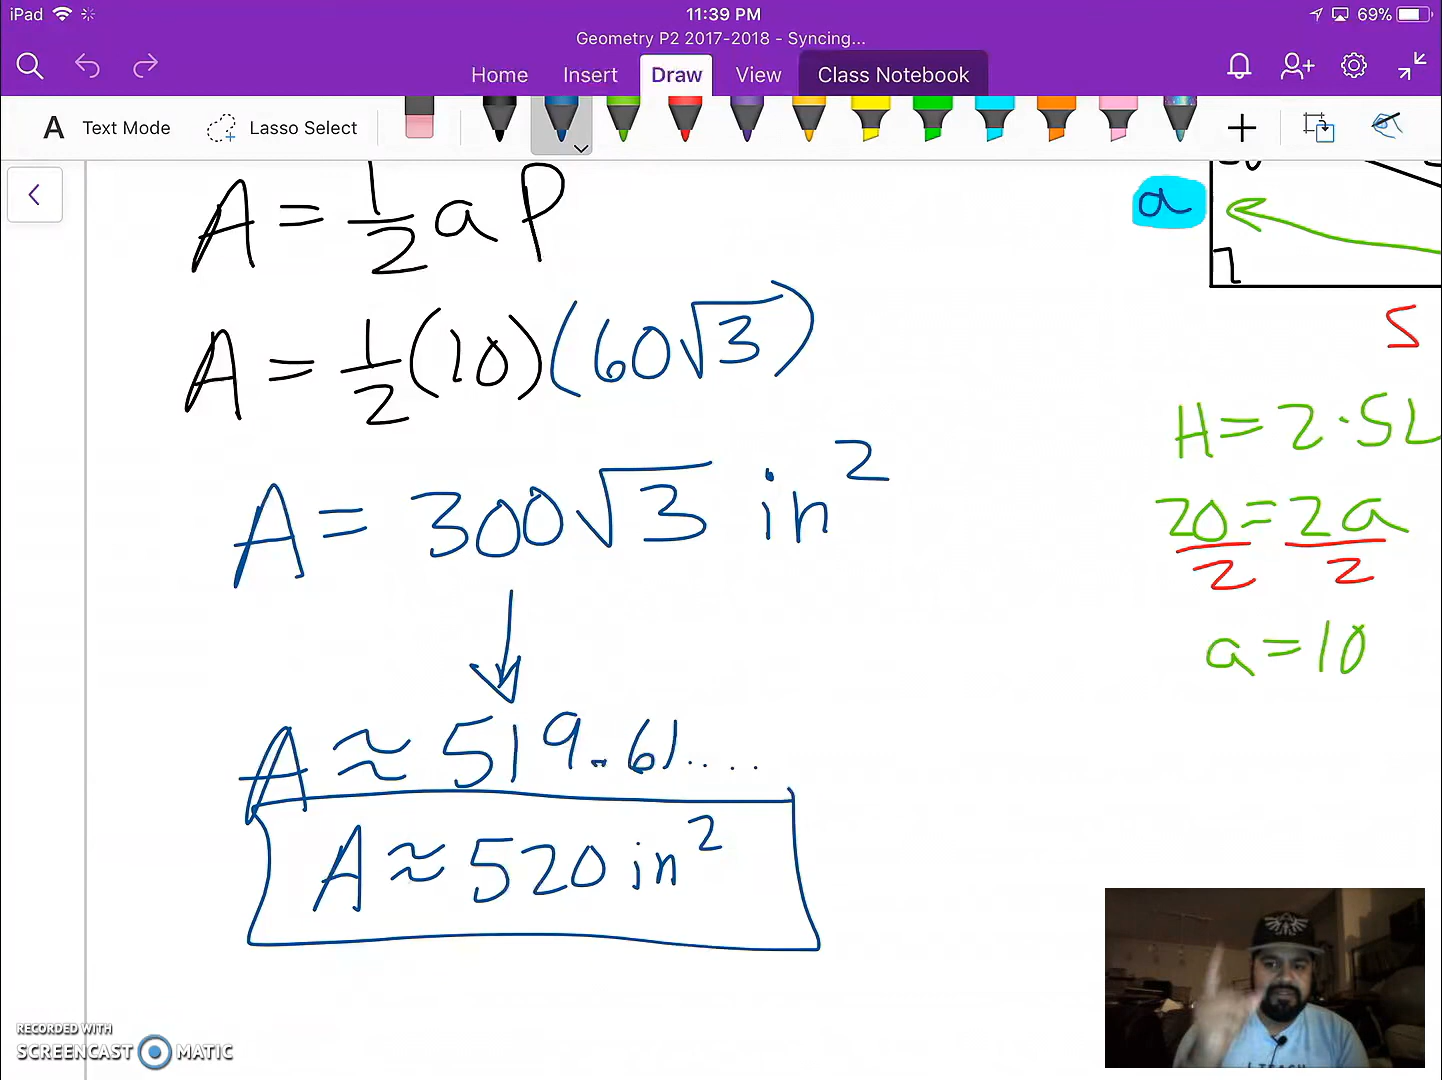 iPad 11:39 PM 69%
Geometry P2 2017-2018 - Syncing...
Home Insert Draw View Class Notebook
A Text Mode Lasso Select
A = 1/2 a P
a
A = 1/2 (10)(60√3)
S
H = 2·SL
A = 300√3 in²
20 = 2a
2 2
a = 10
A ≈ 519.61....
A ≈ 520 in²
RECORDED WITH
SCREENCAST MATIC